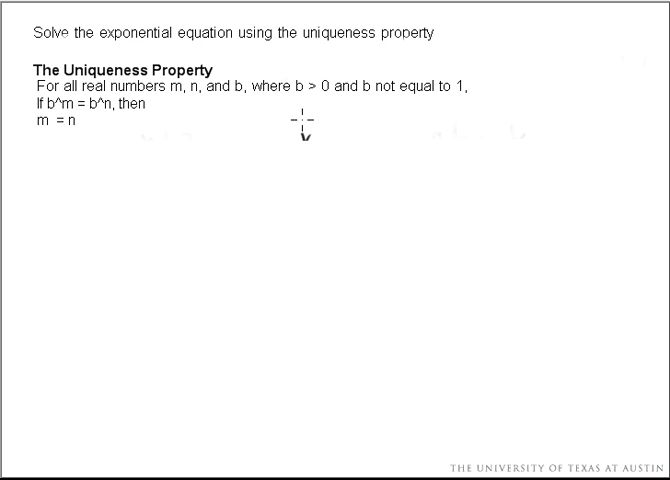 Solve the exponential equation using the uniqueness property
The Uniqueness Property
For all real numbers m, n, and b, where b > 0 and b not equal to 1,
If b^m = b^n, then
m = n
THE UNIVERSITY OF TEXAS AT AUSTIN